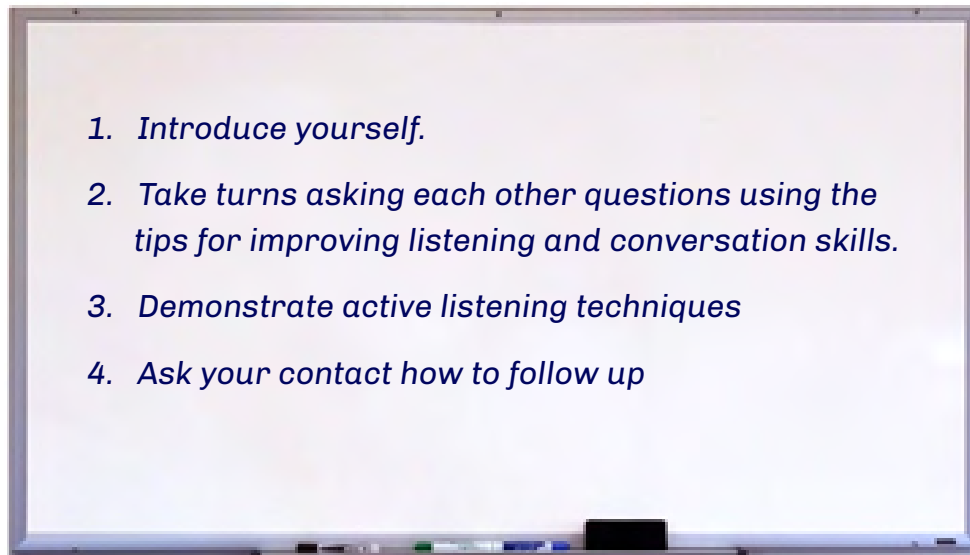 1. Introduce yourself.
2. Take turns asking each other questions using the
tips for improving listening and conversation skills.
3. Demonstrate active listening techniques
4. Ask your contact how to follow up